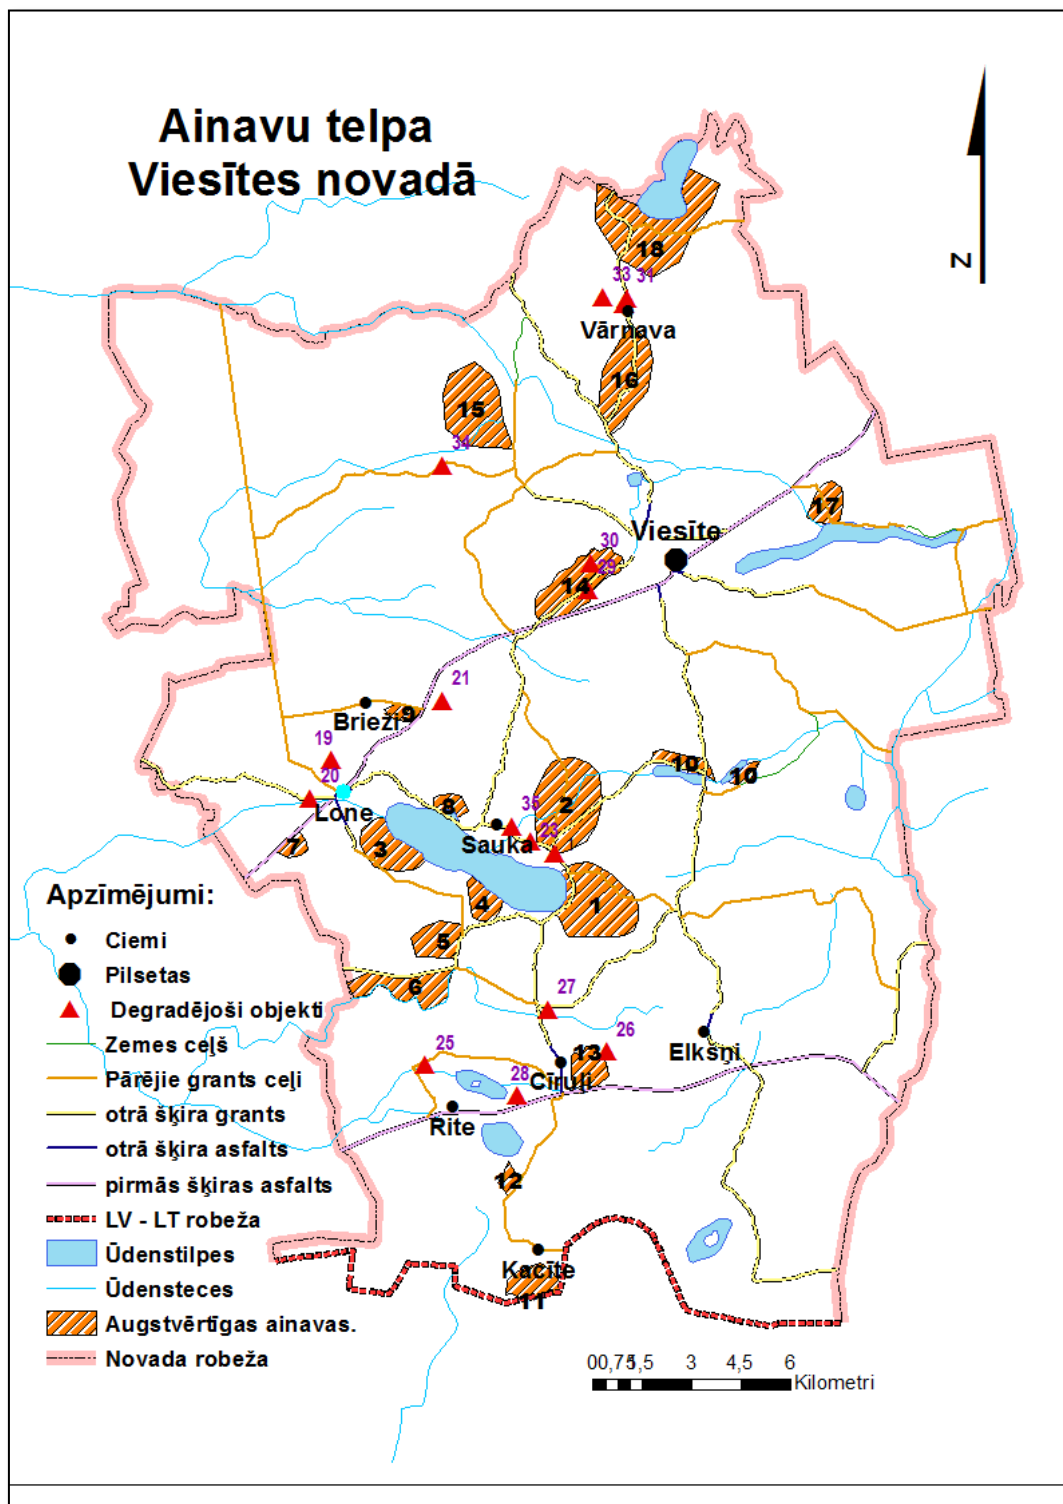 Ainavu telpa
Viesītes novadā
N
18
33 31
Vārnava
16
15
34
17
Viesīte
30
29
14
21
9
Brieži
19
20
Lone
10
10
8
2
35
23
Sauka
7
3
4
1
5
6
27
26
13
Elkšņi
25
28
Cīruļi
Rite
12
Kacīte
11
Apzīmējumi:
Ciemi
Pilsetas
Degradējoši objekti
Zemes ceļš
Pārējie grants ceļi
otrā šķira grants
otrā šķira asfalts
pirmās šķiras asfalts
LV - LT robeža
Ūdenstilpes
Ūdensteces
Augstvērtīgas ainavas.
Novada robeža
00,751,5 3 4,5 6
Kilometri